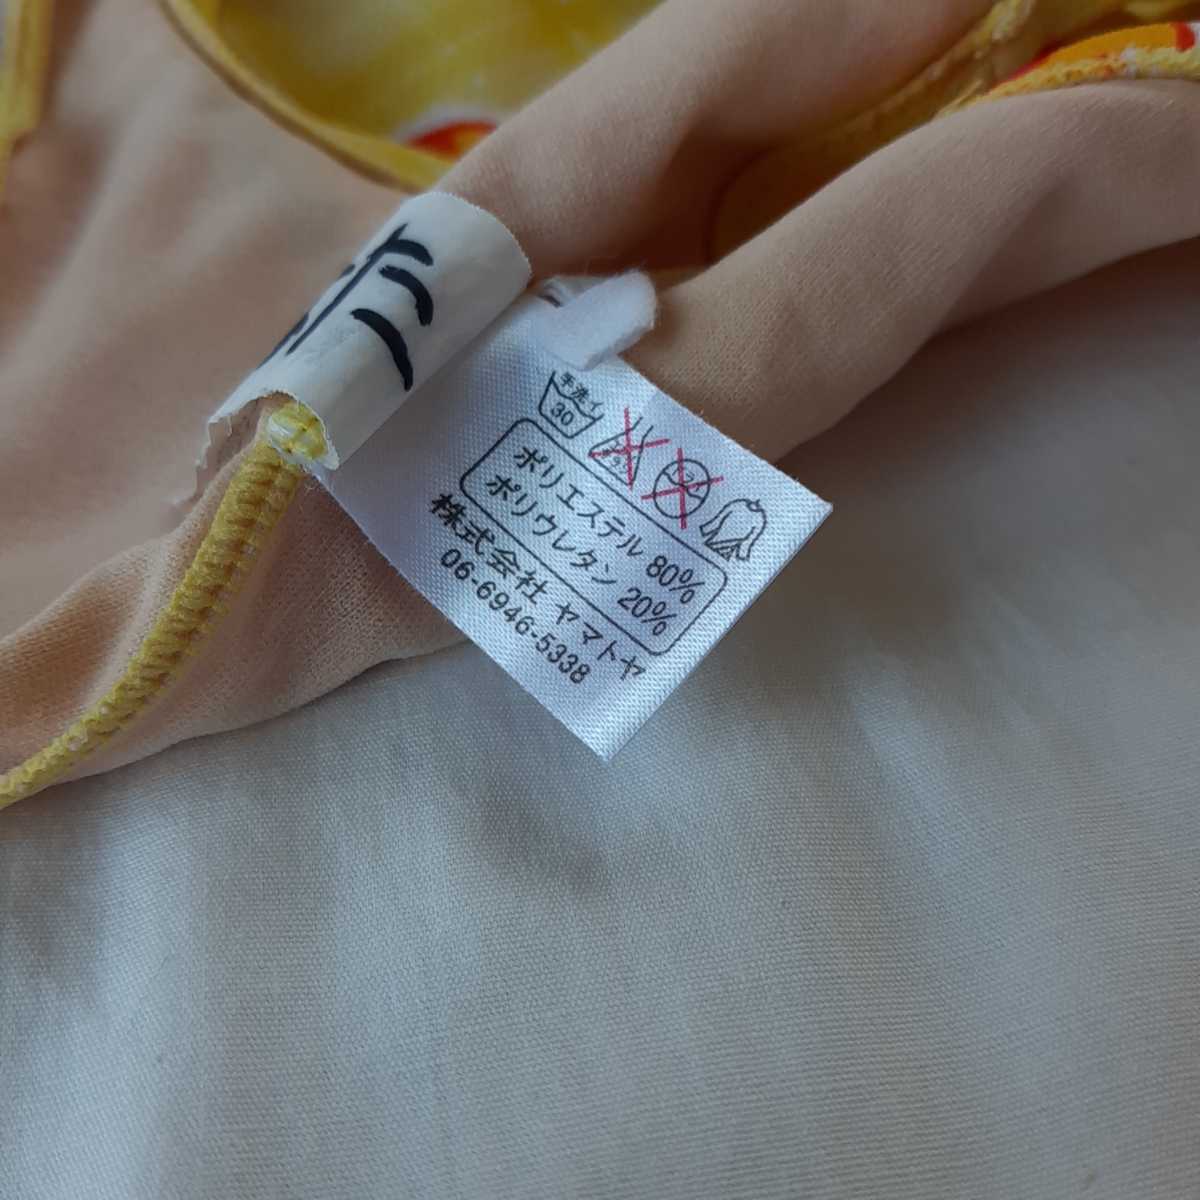 手洗イ
30
ポリエステル 80%
ポリウレタン 20%
株式会社 ヤマトヤ
06-6946-5338